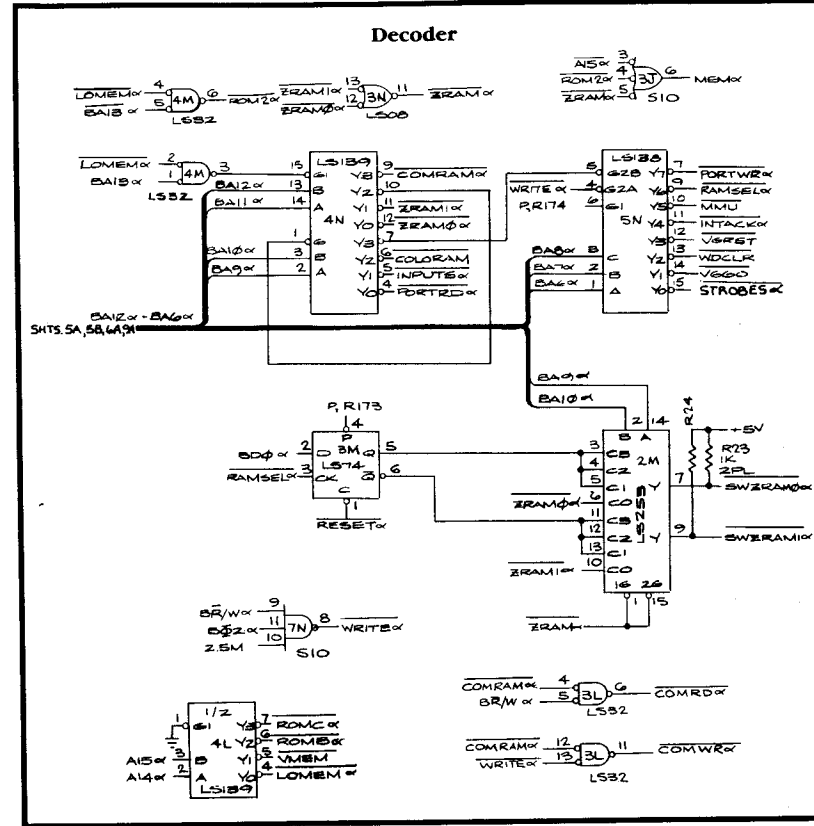 Decoder
LOMEMα 4
BA13α 5
4M
6 ROM2α
LS32
ZRAM1α 13
ZRAMØα 12
3N
11 ZRAMα
LS08
A15α 3
ROM2α 4
ZRAMα 5
3J
6 MEMα
S10
LOMEMα 2
BA13α 1
4M
3
LS32
LS139
4N
15 G1
BA12α 13 B
BA11α 14 A
Y3 9 COMRAMα
Y2 10
Y1 11 ZRAM1α
Y0 12 ZRAMØα
1 G
BA10α 3 B
BA9α 2 A
Y3 7
Y2 6 COLORAM
Y1 5 INPUTSα
Y0 4 PORTRDα
LS138
5N
5 G2B
WRITEα 4 G2A
P,R174 6 G1
BA8α 3 C
BA7α 2 B
BA6α 1 A
Y7 7 PORTWRα
Y6 9 RAMSELα
Y5 10 MMU
Y4 11 INTACKα
Y3 12 VGRST
Y2 13 WDCLR
Y1 14 VGGO
Y0 15 STROBESα
BA12α - BA6α
SHTS. 5A, 5B, 6A, 9A
BA9α
BA10α
P,R173
4
P
BDØα 2 D
3M
Q 5
LS74
RAMSELα 3 CK
Q 6
C
1
RESETα
2 14
B A
2M
LS253
3 C3
4 C2
5 C1
ZRAMØα 6 C0
11 C3
12 C2
13 C1
ZRAM1α 10 C0
Y 7 SWZRAMØα
Y 9 SWZRAM1α
1G 2G
1 15
ZRAM
R24
+5V
R23
1K
2PL
BR/Wα 9
BΦ2α 11
2.5M 10
7N
8 WRITEα
S10
1/2
4L
LS139
1 G1
A15α 3 B
A14α 2 A
Y3 7 ROMCα
Y2 6 ROMBα
Y1 5 VMEM
Y0 4 LOMEMα
COMRAMα 4
BR/Wα 5
3L
6 COMRDα
LS32
COMRAMα 12
WRITEα 13
3L
11 COMWRα
LS32